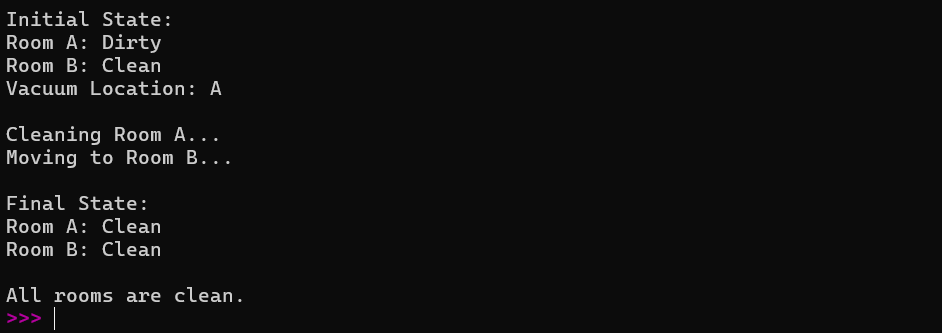 Initial State:
Room A: Dirty
Room B: Clean
Vacuum Location: A
Cleaning Room A...
Moving to Room B...
Final State:
Room A: Clean
Room B: Clean
All rooms are clean.
>>>